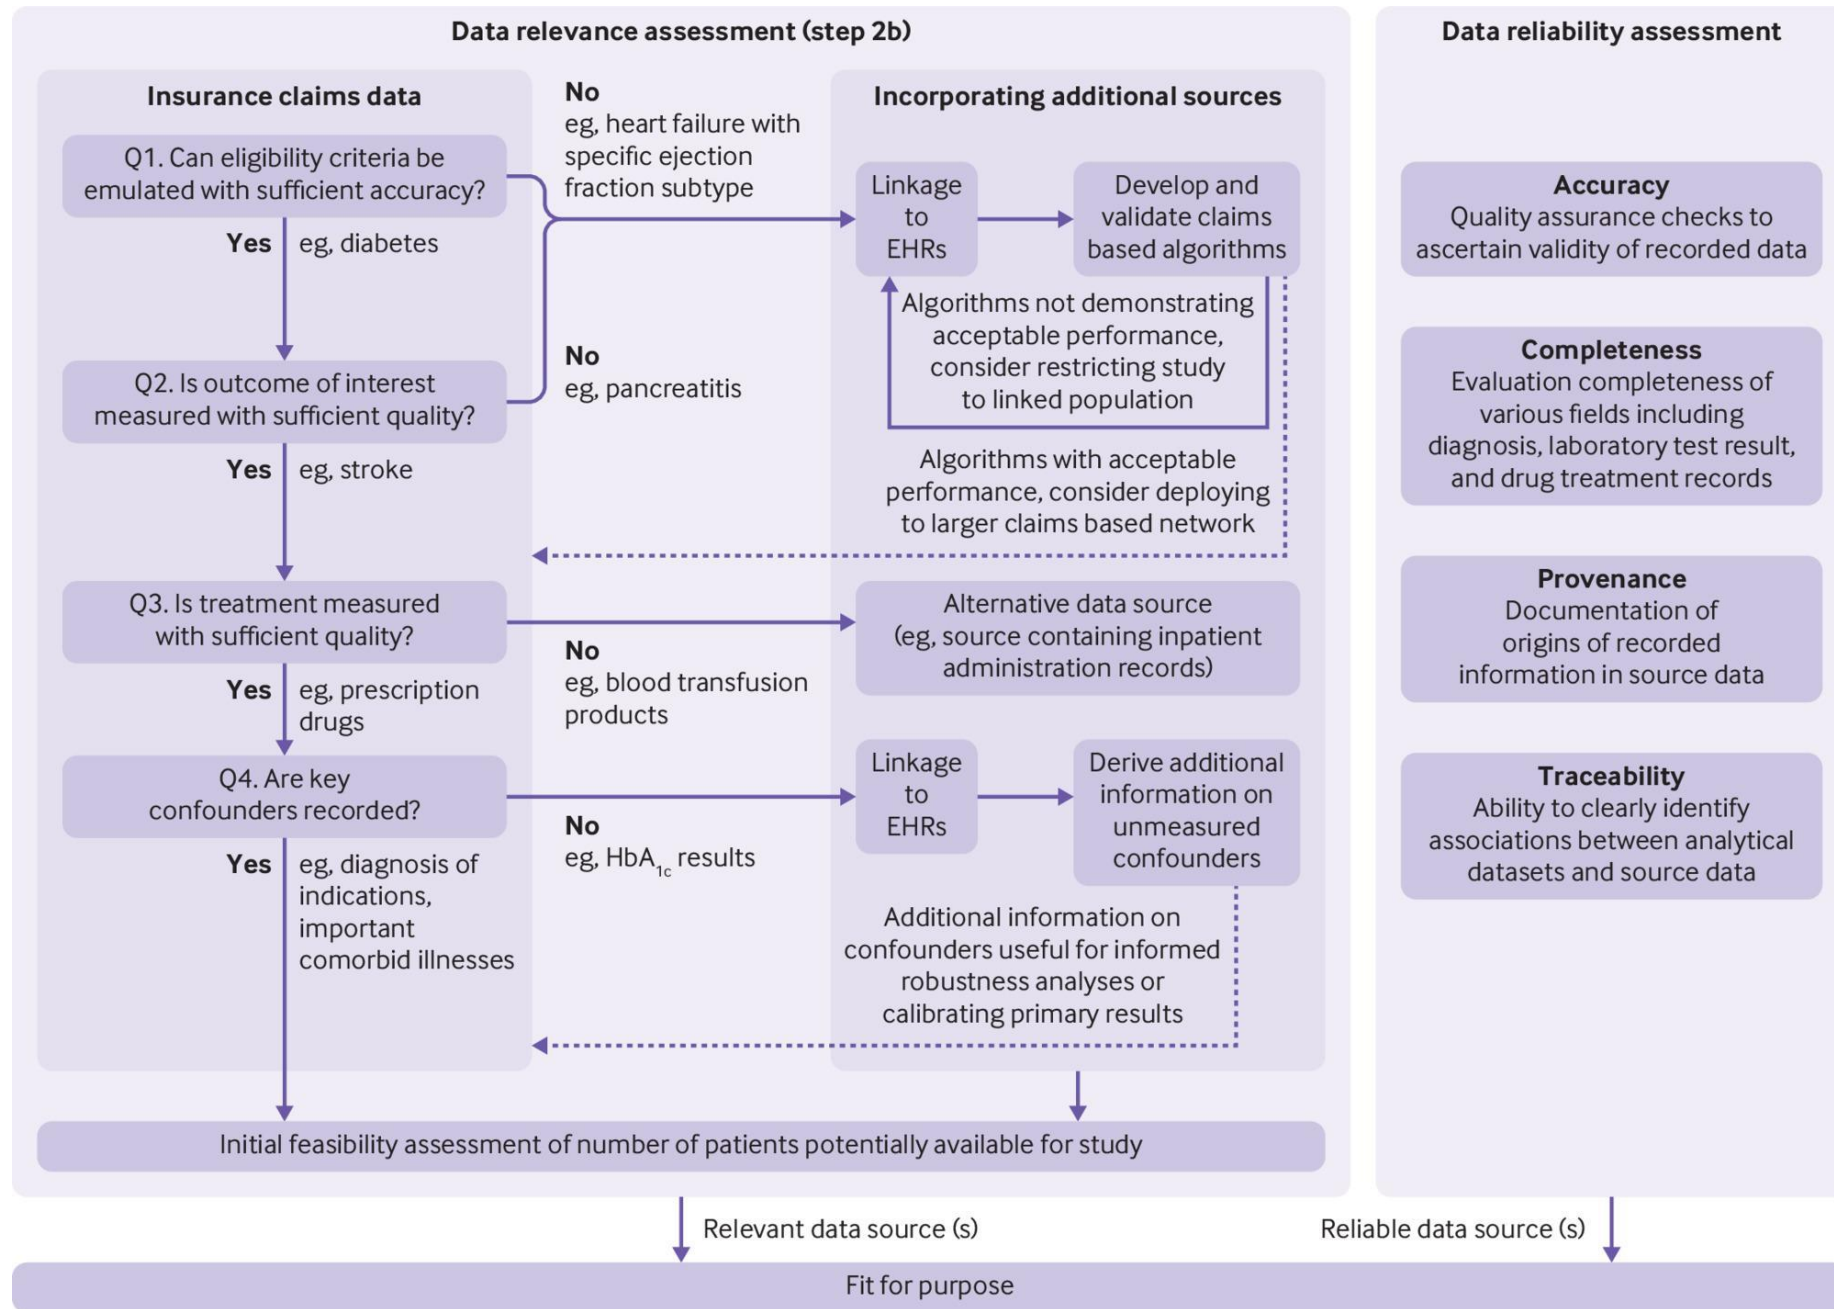 Data relevance assessment (step 2b)
Insurance claims data
Q1. Can eligibility criteria be
emulated with sufficient accuracy?
Yes
eg, diabetes
No
eg, heart failure with
specific ejection
fraction subtype
Q2. Is outcome of interest
measured with sufficient quality?
Yes
eg, stroke
No
eg, pancreatitis
Q3. Is treatment measured
with sufficient quality?
Yes
eg, prescription
drugs
No
eg, blood transfusion
products
Q4. Are key
confounders recorded?
Yes
eg, diagnosis of
indications,
important
comorbid illnesses
No
eg, HbA1c results
Incorporating additional sources
Linkage
to
EHRs
Develop and
validate claims
based algorithms
Algorithms not demonstrating
acceptable performance,
consider restricting study
to linked population
Algorithms with acceptable
performance, consider deploying
to larger claims based network
Alternative data source
(eg, source containing inpatient
administration records)
Linkage
to
EHRs
Derive additional
information on
unmeasured
confounders
Additional information on
confounders useful for informed
robustness analyses or
calibrating primary results
Initial feasibility assessment of number of patients potentially available for study
Data reliability assessment
Accuracy
Quality assurance checks to
ascertain validity of recorded data
Completeness
Evaluation completeness of
various fields including
diagnosis, laboratory test result,
and drug treatment records
Provenance
Documentation of
origins of recorded
information in source data
Traceability
Ability to clearly identify
associations between analytical
datasets and source data
Relevant data source (s)
Reliable data source (s)
Fit for purpose